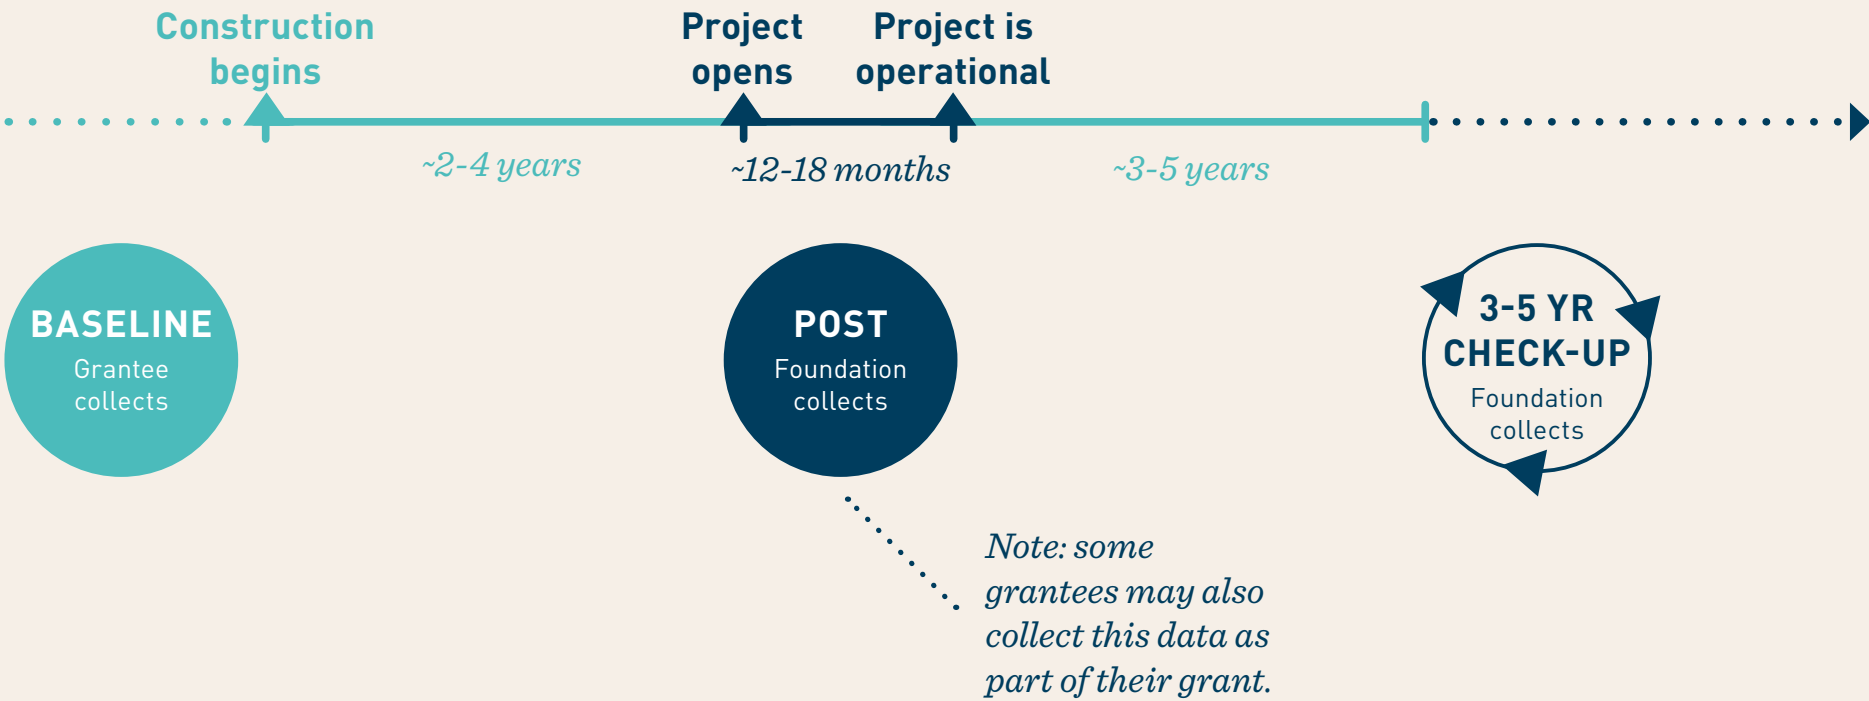 Construction
begins
Project
opens
Project is
operational
~2-4 years
~12-18 months
~3-5 years
BASELINE
Grantee
collects
POST
Foundation
collects
3-5 YR
CHECK-UP
Foundation
collects
Note: some
grantees may also
collect this data as
part of their grant.